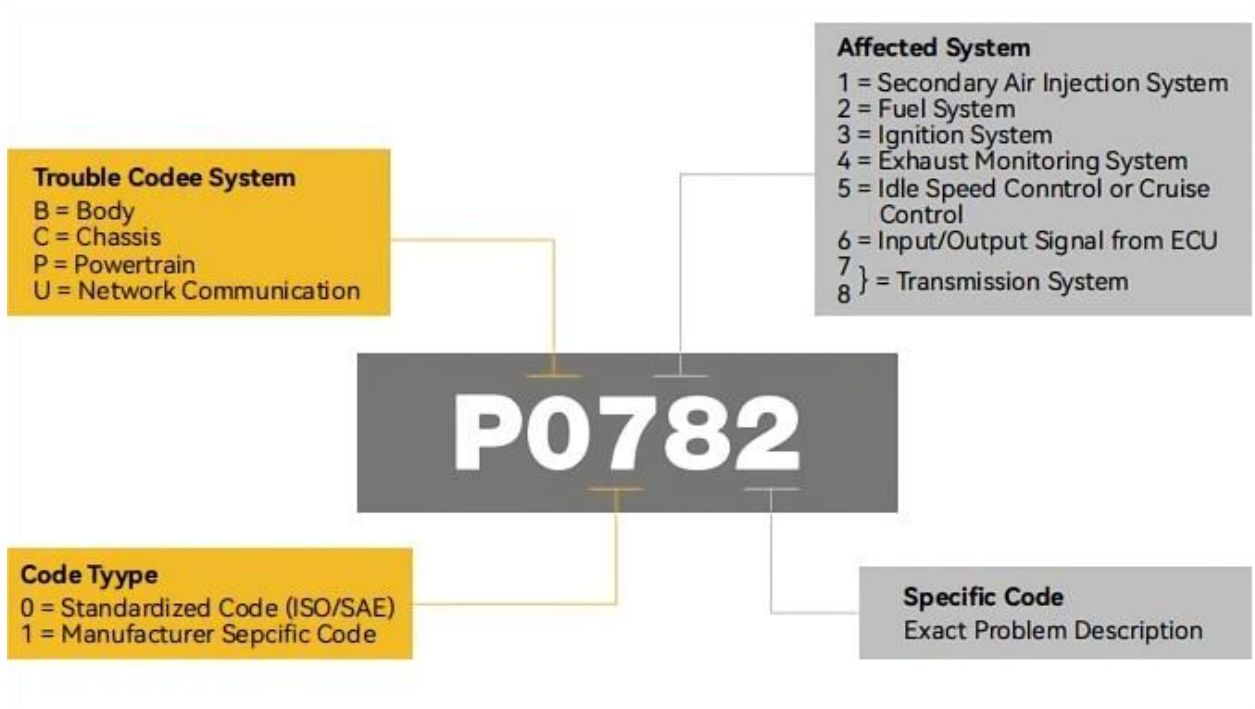 Trouble Codee System
B = Body
C = Chassis
P = Powertrain
U = Network Communication
Affected System
1 = Secondary Air Injection System
2 = Fuel System
3 = Ignition System
4 = Exhaust Monitoring System
5 = Idle Speed Conntrol or Cruise
Control
6 = Input/Output Signal from ECU
7
8 } = Transmission System
P0782
Code Tyype
0 = Standardized Code (ISO/SAE)
1 = Manufacturer Sepcific Code
Specific Code
Exact Problem Description